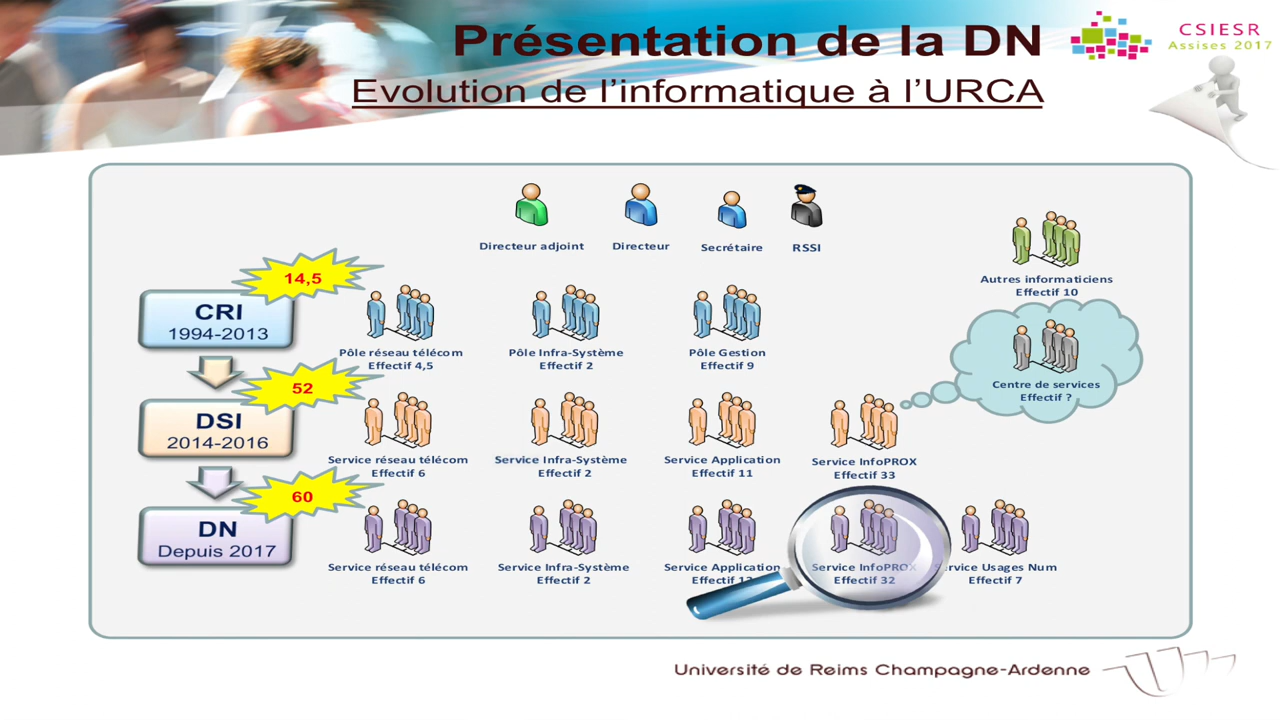 Présentation de la DN
CSIESR
Assises 2017
Evolution de l'informatique à l'URCA
Directeur adjoint
Directeur
Secrétaire
RSSI
Autres informaticiens
Effectif 10
14,5
CRI
1994-2013
Pôle réseau télécom
Effectif 4,5
Pôle Infra-Système
Effectif 2
Pôle Gestion
Effectif 9
Centre de services
Effectif ?
52
DSI
2014-2016
Service réseau télécom
Effectif 6
Service Infra-Système
Effectif 2
Service Application
Effectif 11
Service InfoPROX
Effectif 33
60
DN
Depuis 2017
Service réseau télécom
Effectif 6
Service Infra-Système
Effectif 2
Service Application
Effectif
Service InfoPROX
Effectif 32
Usages Num
Effectif 7
Université de Reims Champagne-Ardenne